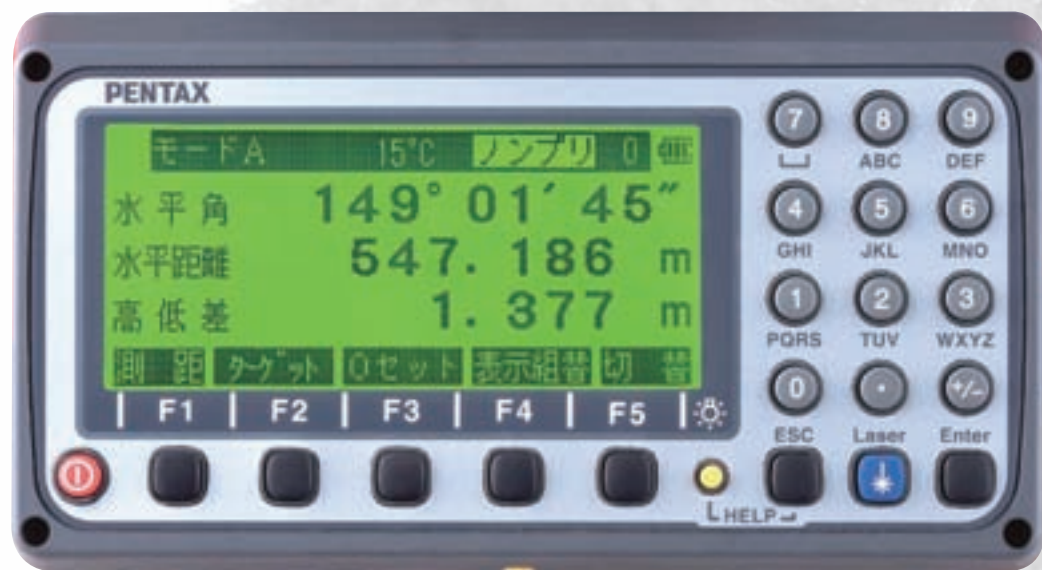 PENTAX
モードA 15℃ ノンプリ 0
水平角 149° 01′ 45″
水平距離 547. 186 m
高低差 1. 377 m
測距 ターゲット 0セット 表示組替 切替
F1 F2 F3 F4 F5
7 8 9
ABC DEF
4 5 6
GHI JKL MNO
1 2 3
PQRS TUV WXYZ
0 . +/-
ESC Laser Enter
HELP